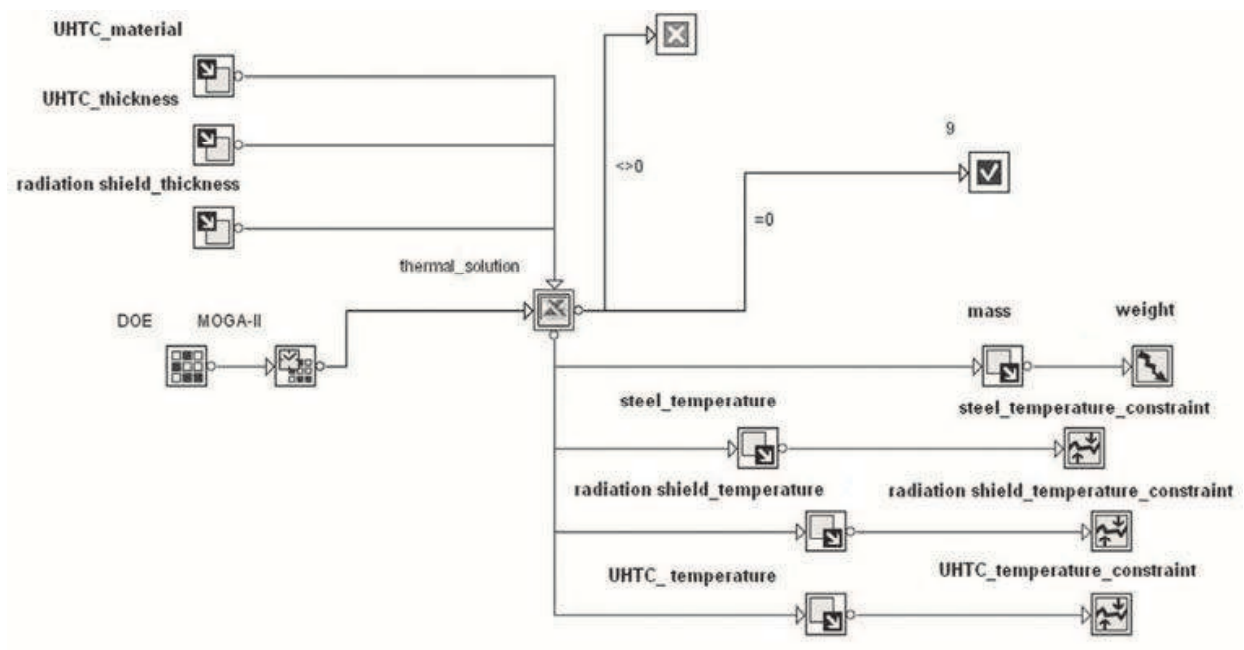 UHTC_material
UHTC_thickness
radiation shield_thickness
<>0
9
=0
thermal_solution
DOE
MOGA-II
mass
weight
steel_temperature
steel_temperature_constraint
radiation shield_temperature
radiation shield_temperature_constraint
UHTC_ temperature
UHTC_temperature_constraint